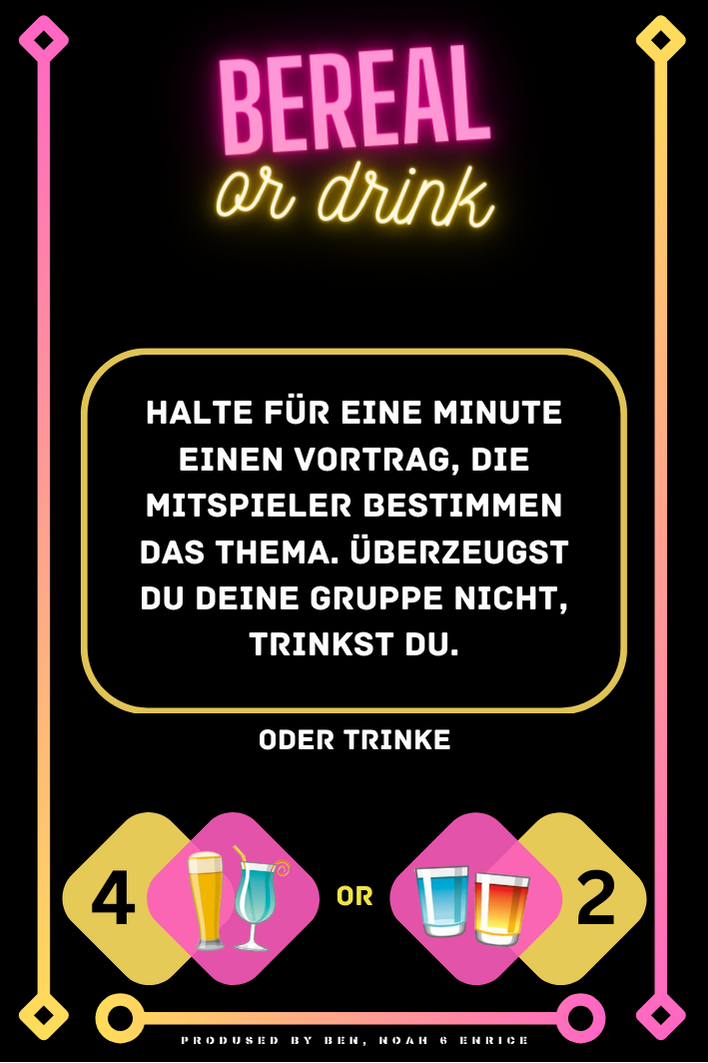 BEREAL
or drink
HALTE FÜR EINE MINUTE
EINEN VORTRAG, DIE
MITSPIELER BESTIMMEN
DAS THEMA. ÜBERZEUGST
DU DEINE GRUPPE NICHT,
TRINKST DU.
ODER TRINKE
4 OR 2
PRODUSED BY BEN, NOAH 6 ENRICE